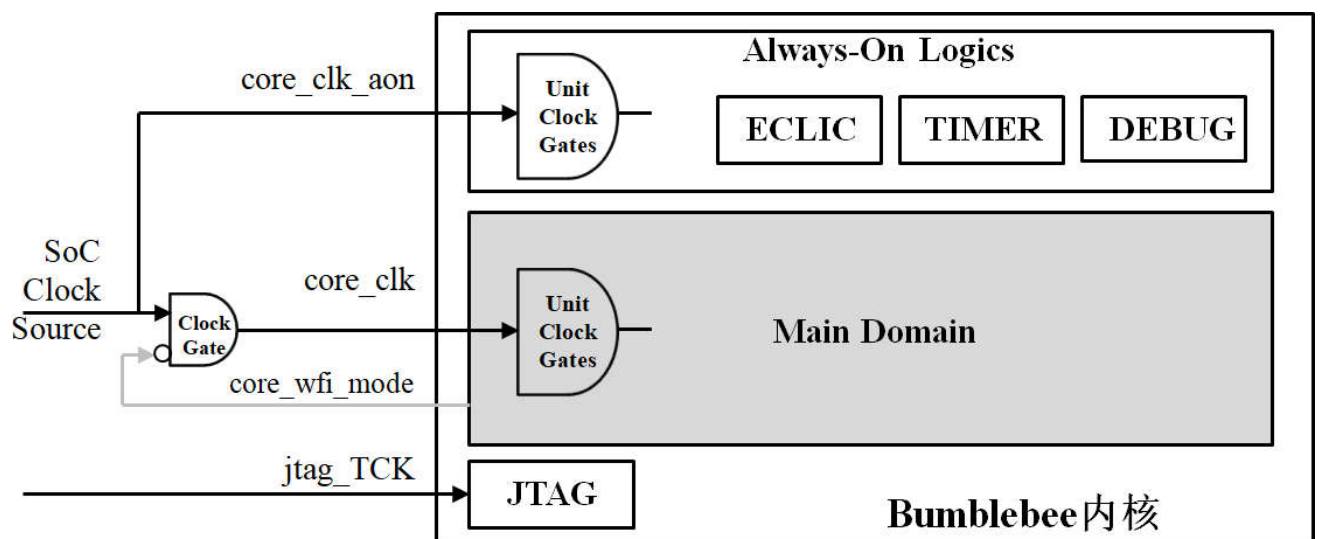 Always-On Logics
core_clk_aon
Unit
Clock
Gates
ECLIC
TIMER
DEBUG
SoC
Clock
Source
Clock
Gate
core_clk
Unit
Clock
Gates
Main Domain
core_wfi_mode
jtag_TCK
JTAG
Bumblebee内核